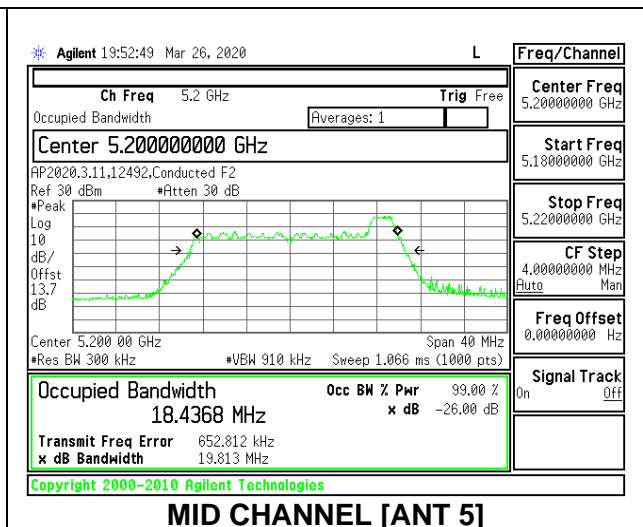 Agilent 19:52:49 Mar 26, 2020 L Freq/Channel
Ch Freq 5.2 GHz Trig Free
Occupied Bandwidth Averages: 1
Center 5.200000000 GHz
AP2020.3.11,12492,Conducted F2
Ref 30 dBm #Atten 30 dB
#Peak
Log
10
dB/
Offst
13.7
dB
Center 5.200 00 GHz Span 40 MHz
#Res BW 300 kHz #VBW 910 kHz Sweep 1.066 ms (1000 pts)
Occupied Bandwidth Occ BW % Pwr 99.00 %
18.4368 MHz x dB -26.00 dB
Transmit Freq Error 652.812 kHz
x dB Bandwidth 19.813 MHz
Copyright 2000-2010 Agilent Technologies
Center Freq
5.20000000 GHz
Start Freq
5.18000000 GHz
Stop Freq
5.22000000 GHz
CF Step
4.00000000 MHz
Auto Man
Freq Offset
0.00000000 Hz
Signal Track
On Off
MID CHANNEL [ANT 5]